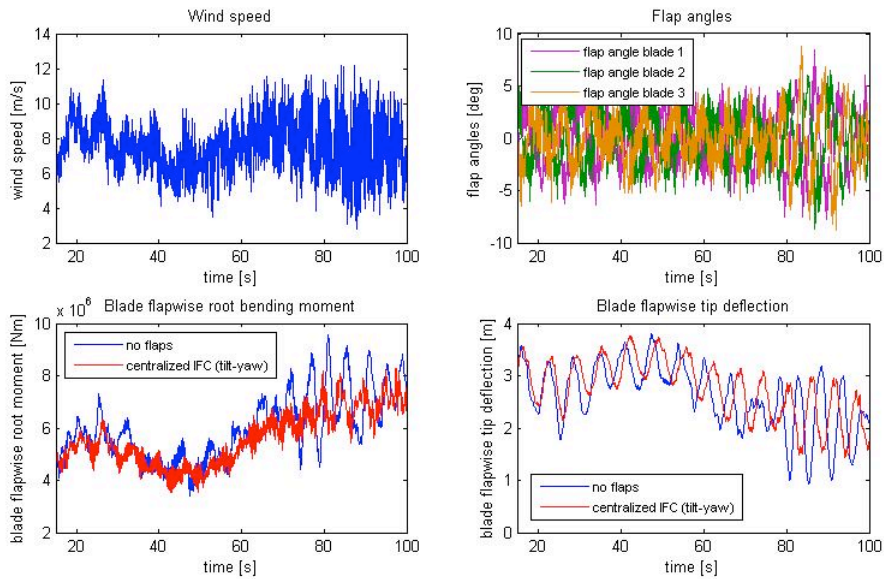 Wind speed
wind speed [m/s]
14
12
10
8
6
4
2
20
40
60
80
100
time [s]
Flap angles
flap angles [deg]
10
5
0
-5
-10
flap angle blade 1
flap angle blade 2
flap angle blade 3
20
40
60
80
100
time [s]
Blade flapwise root bending moment
x 10^6
blade flapwise root moment [Nm]
10
8
6
4
2
no flaps
centralized IFC (tilt-yaw)
20
40
60
80
100
time [s]
Blade flapwise tip deflection
blade flapwise tip deflection [m]
4
3
2
1
0
no flaps
centralized IFC (tilt-yaw)
20
40
60
80
100
time [s]